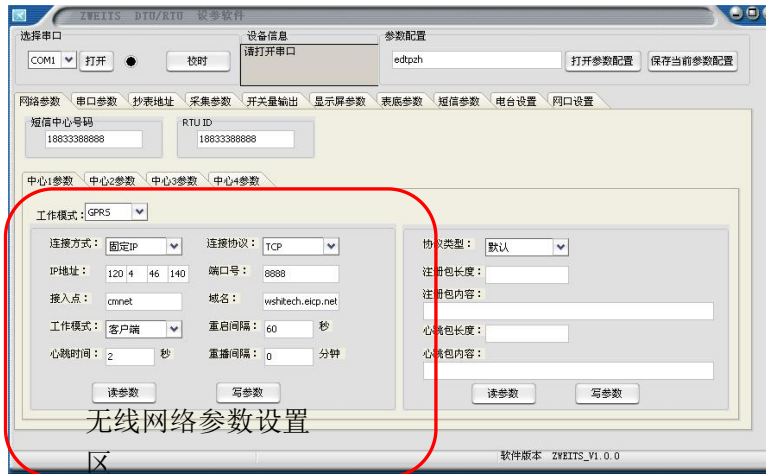 ZWEITS DTU/RTU 设参软件
选择串口 设备信息 参数配置
COM1 打开 校时 请打开串口 edtpzh 打开参数配置 保存当前参数配置
网络参数 串口参数 抄表地址 采集参数 开关量输出 显示屏参数 表底参数 短信参数 电台设置 网口设置
短信中心号码 RTU ID
18833388888 18833388888
中心1参数 中心2参数 中心3参数 中心4参数
工作模式: GPRS
连接方式: 固定IP 连接协议: TCP 协议类型: 默认
IP地址: 120 4 46 140 端口号: 8888 注册包长度:
接入点: cmnet 域名: wshitech.eicp.net 注册包内容:
工作模式: 客户端 重启间隔: 60 秒 心跳包长度:
心跳时间: 2 秒 重播间隔: 0 分钟 心跳包内容:
读参数 写参数 读参数 写参数
无线网络参数设置
区
软件版本 ZWEITS_V1.0.0